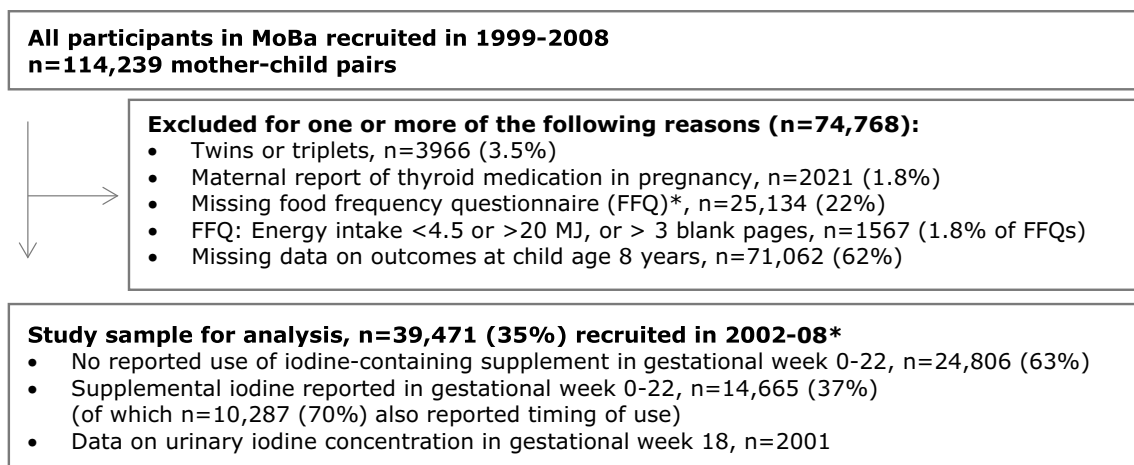 All participants in MoBa recruited in 1999-2008
n=114,239 mother-child pairs
Excluded for one or more of the following reasons (n=74,768):
• Twins or triplets, n=3966 (3.5%)
• Maternal report of thyroid medication in pregnancy, n=2021 (1.8%)
• Missing food frequency questionnaire (FFQ)*, n=25,134 (22%)
• FFQ: Energy intake <4.5 or >20 MJ, or > 3 blank pages, n=1567 (1.8% of FFQs)
• Missing data on outcomes at child age 8 years, n=71,062 (62%)
Study sample for analysis, n=39,471 (35%) recruited in 2002-08*
• No reported use of iodine-containing supplement in gestational week 0-22, n=24,806 (63%)
• Supplemental iodine reported in gestational week 0-22, n=14,665 (37%)
(of which n=10,287 (70%) also reported timing of use)
• Data on urinary iodine concentration in gestational week 18, n=2001